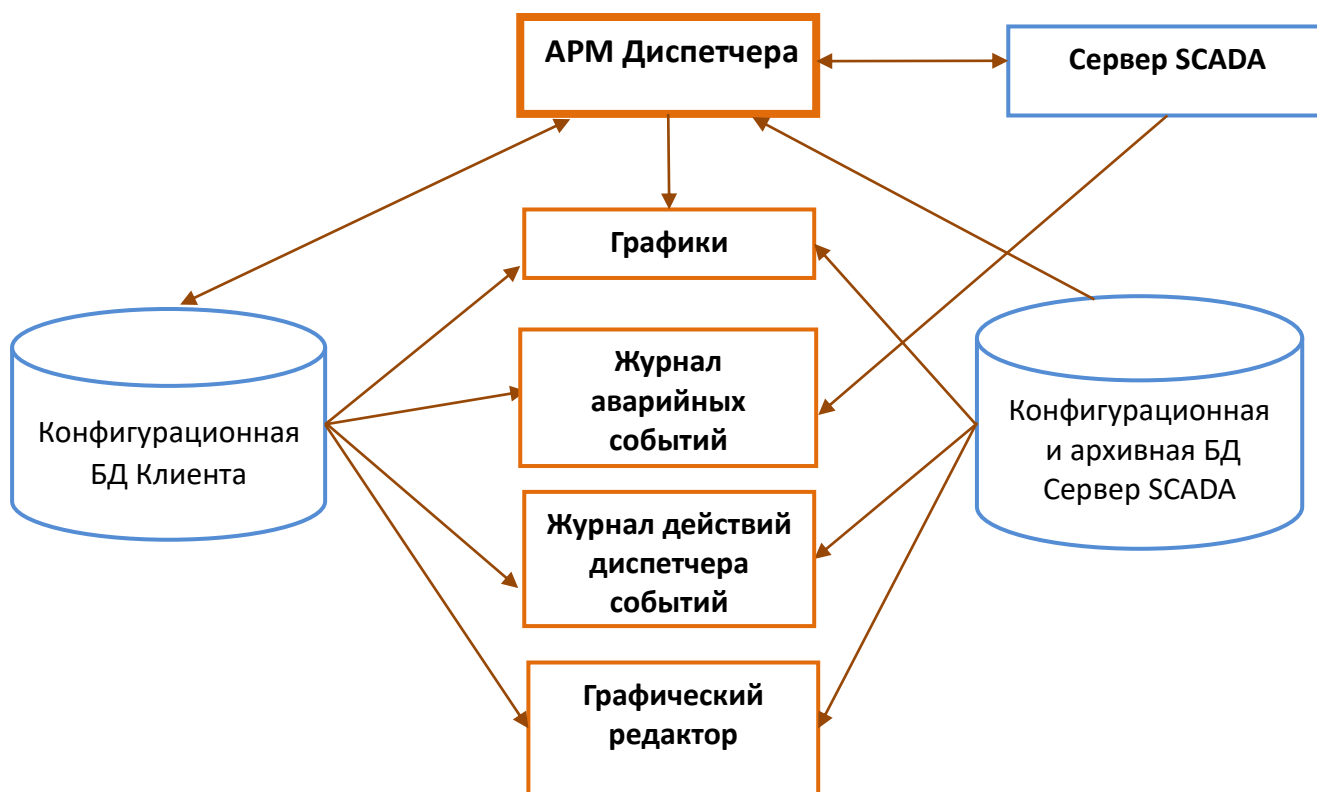 АРМ Диспетчера
Сервер SCADA
Графики
Журнал
аварийных
событий
Конфигурационная
БД Клиента
Конфигурационная
и архивная БД
Сервер SCADA
Журнал действий
диспетчера
событий
Графический
редактор